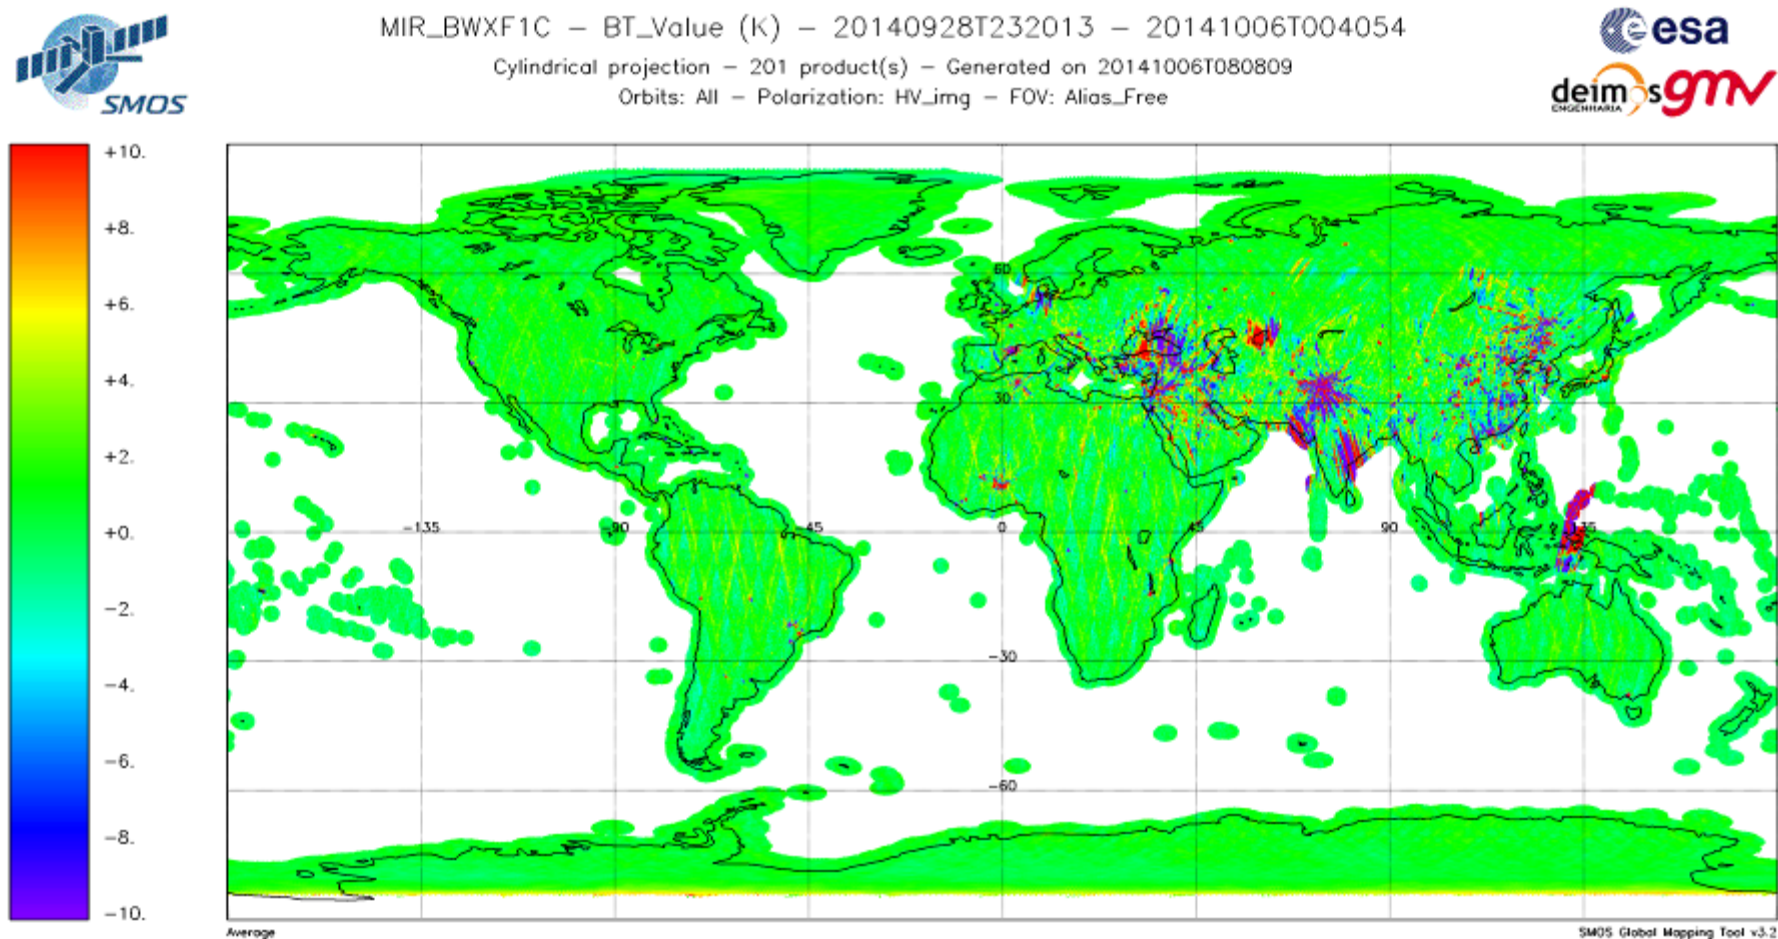 SMOS
MIR_BWXF1C - BT_Value (K) - 20140928T232013 - 20141006T004054
Cylindrical projection - 201 product(s) - Generated on 20141006T080809
Orbits: All - Polarization: HV_img - FOV: Alias_Free
esa
deimos
ENGENHARIA
gmv
+10.
+8.
+6.
+4.
+2.
+0.
-2.
-4.
-6.
-8.
-10.
60
30
-135
-90
-45
0
45
90
135
-30
-60
Average
SMOS Global Mapping Tool v3.2